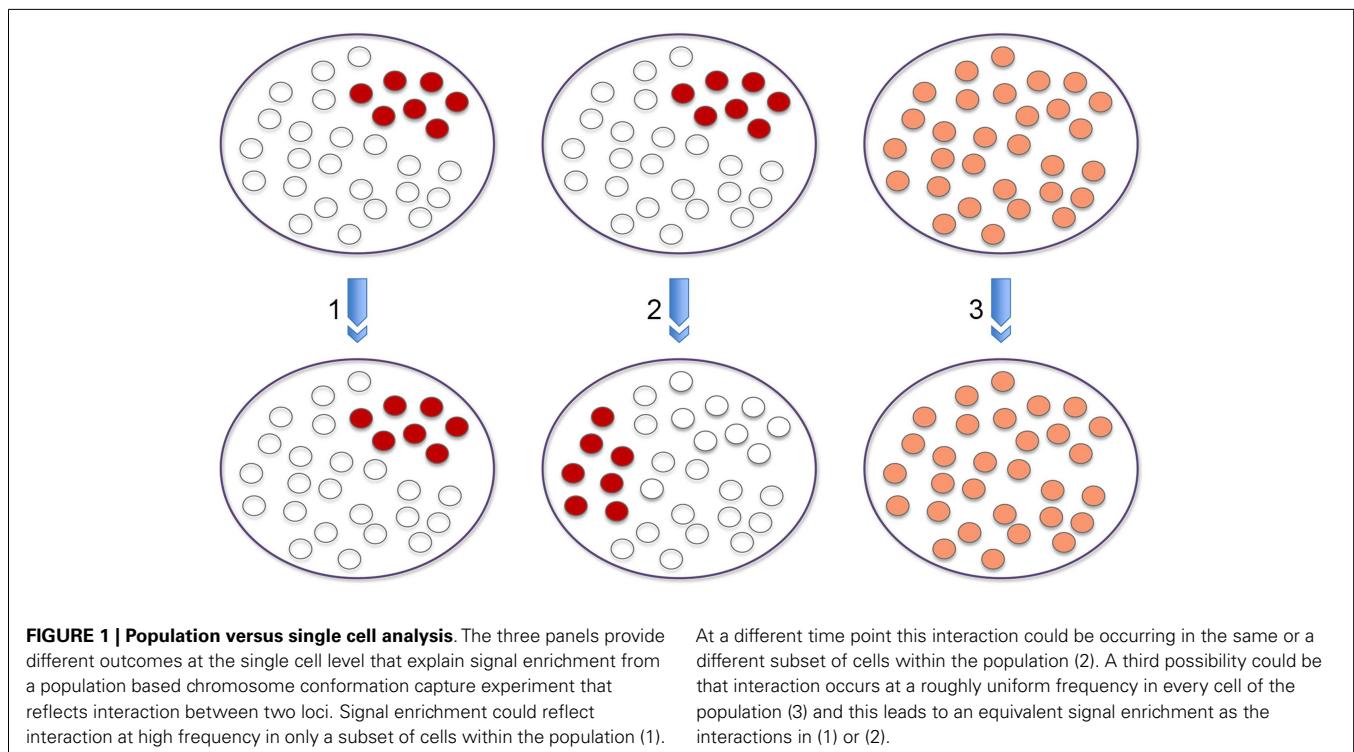 1
2
3
FIGURE 1 | Population versus single cell analysis. The three panels provide
different outcomes at the single cell level that explain signal enrichment from
a population based chromosome conformation capture experiment that
reflects interaction between two loci. Signal enrichment could reflect
interaction at high frequency in only a subset of cells within the population (1).
At a different time point this interaction could be occurring in the same or a
different subset of cells within the population (2). A third possibility could be
that interaction occurs at a roughly uniform frequency in every cell of the
population (3) and this leads to an equivalent signal enrichment as the
interactions in (1) or (2).